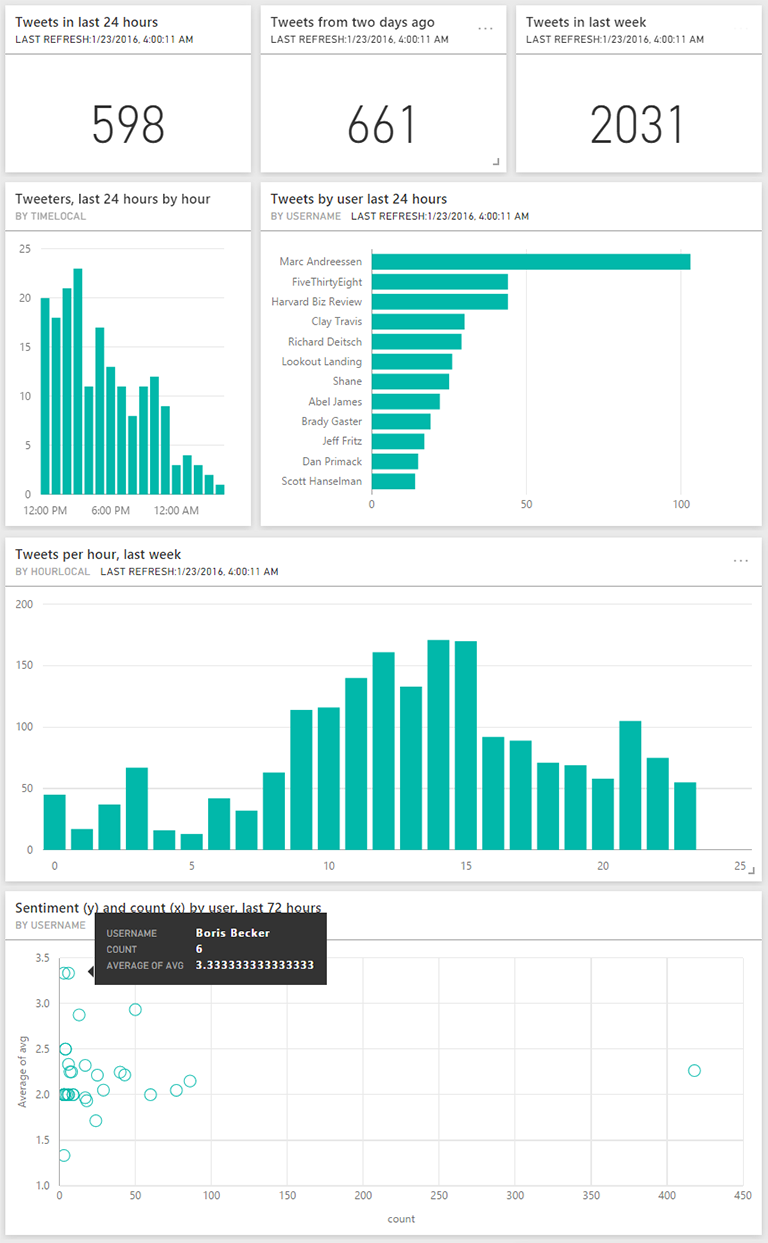 Tweets in last 24 hours
LAST REFRESH:1/23/2016, 4:00:11 AM
598
Tweets from two days ago
...
LAST REFRESH:1/23/2016, 4:00:11 AM
661
Tweets in last week
LAST REFRESH:1/23/2016, 4:00:11 AM
2031
Tweeters, last 24 hours by hour
BY TIMELOCAL
25
20
15
10
5
0
12:00 PM 6:00 PM 12:00 AM
Tweets by user last 24 hours
BY USERNAME LAST REFRESH:1/23/2016, 4:00:11 AM
Marc Andreessen
FiveThirtyEight
Harvard Biz Review
Clay Travis
Richard Deitsch
Lookout Landing
Shane
Abel James
Brady Gaster
Jeff Fritz
Dan Primack
Scott Hanselman
0 50 100
Tweets per hour, last week
...
BY HOURLOCAL LAST REFRESH:1/23/2016, 4:00:11 AM
200
150
100
50
0
0 5 10 15 20 25
Sentiment (y) and count (x) by user, last 72 hours
BY USERNAME
USERNAME Boris Becker
COUNT 6
AVERAGE OF AVG 3.333333333333333
3.5
3.0
2.5
2.0
1.5
1.0
Average of avg
0 50 100 150 200 250 300 350 400 450
count